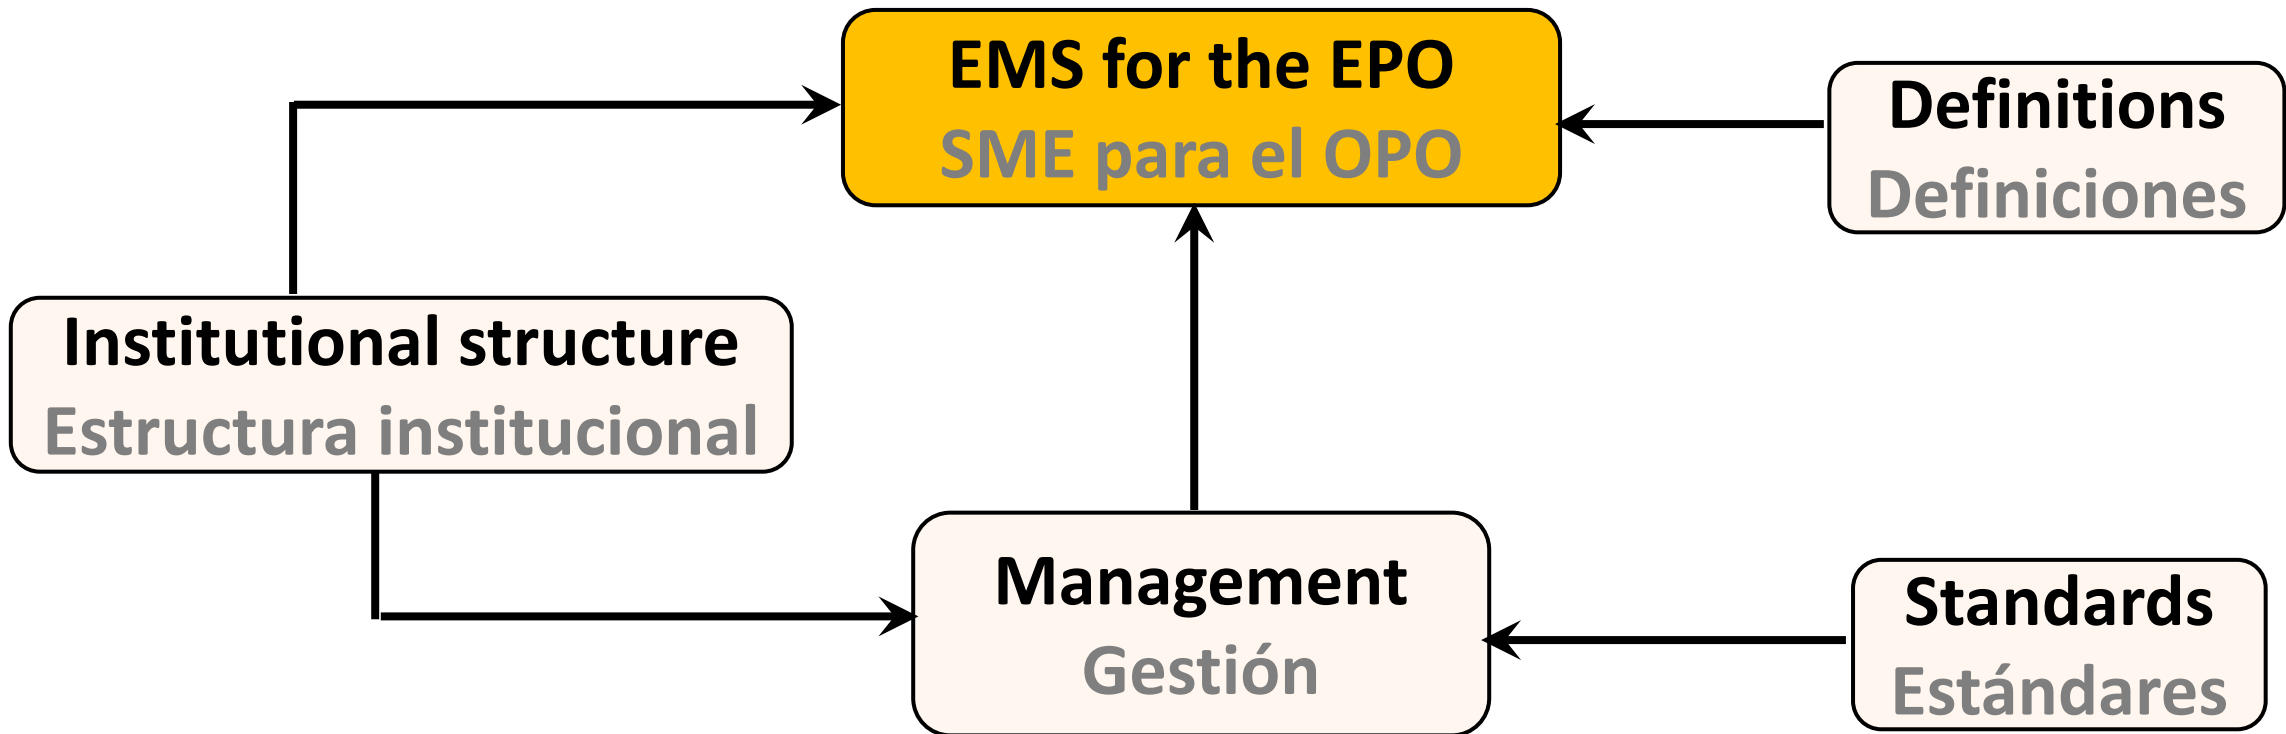 EMS for the EPO
SME para el OPO
Definitions
Definiciones
Institutional structure
Estructura institucional
Management
Gestión
Standards
Estándares